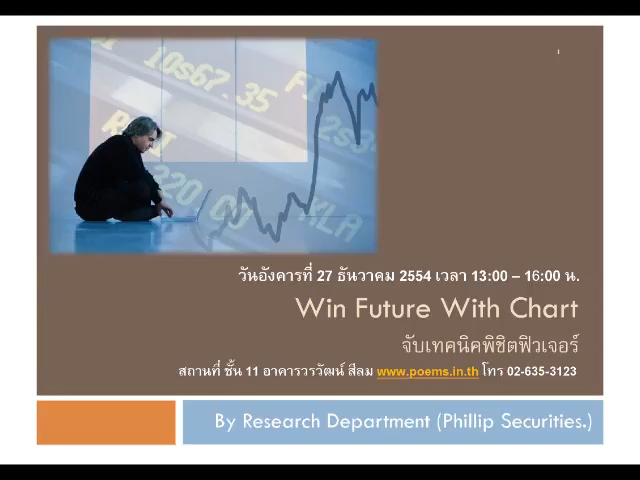 1
10s67.35
วันอังคารที่ 27 ธันวาคม 2554 เวลา 13:00 – 16:00 น.
Win Future With Chart
จับเทคนิคพิชิตฟิวเจอร์
สถานที่ ชั้น 11 อาคารวรวัฒน์ สีลม www.poems.in.th โทร 02-635-3123
By Research Department (Phillip Securities.)